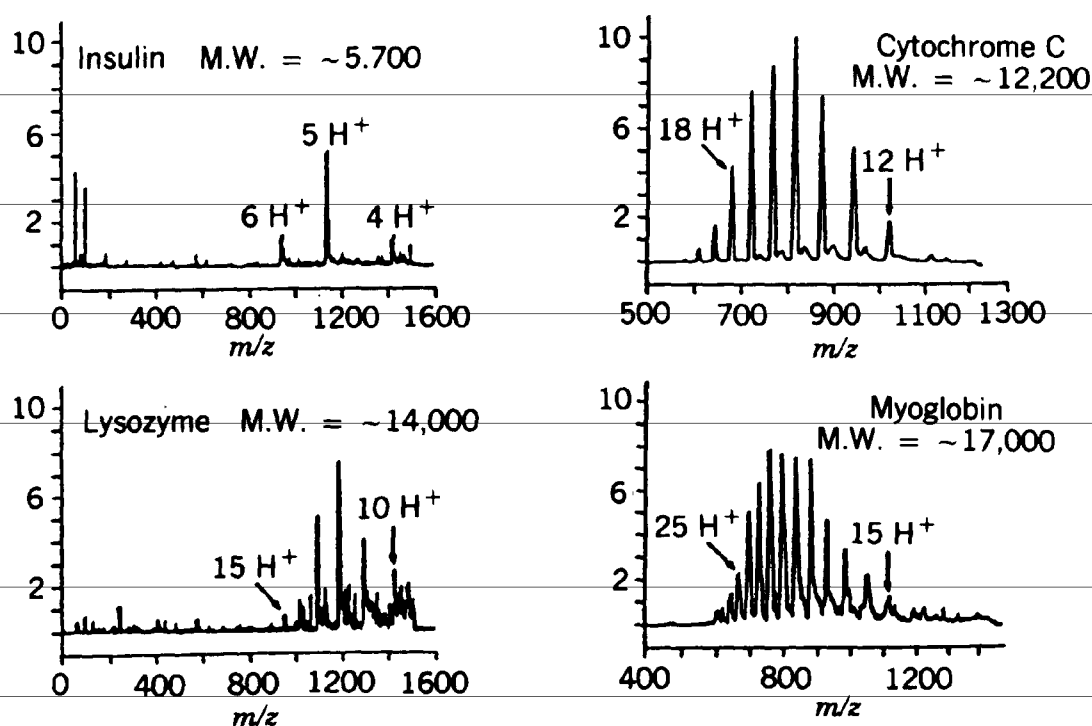 Insulin M.W. = ~5.700
10
6
2
5 H+
6 H+
4 H+
0 400 800 1200 1600
m/z
Cytochrome C
M.W. = ~12,200
10
6
2
18 H+
12 H+
500 700 900 1100 1300
m/z
Lysozyme M.W. = ~14,000
10
6
2
10 H+
15 H+
0 400 800 1200 1600
m/z
Myoglobin
M.W. = ~17,000
10
6
2
25 H+
15 H+
400 800 1200
m/z